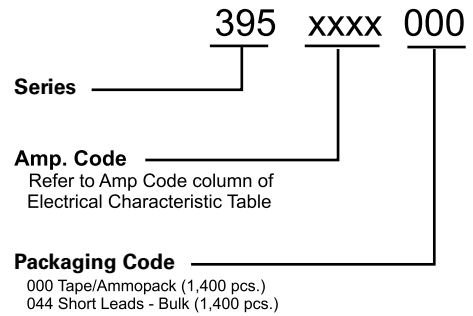 395 xxxx 000
Series
Amp. Code
Refer to Amp Code column of
Electrical Characteristic Table
Packaging Code
000 Tape/Ammopack (1,400 pcs.)
044 Short Leads - Bulk (1,400 pcs.)